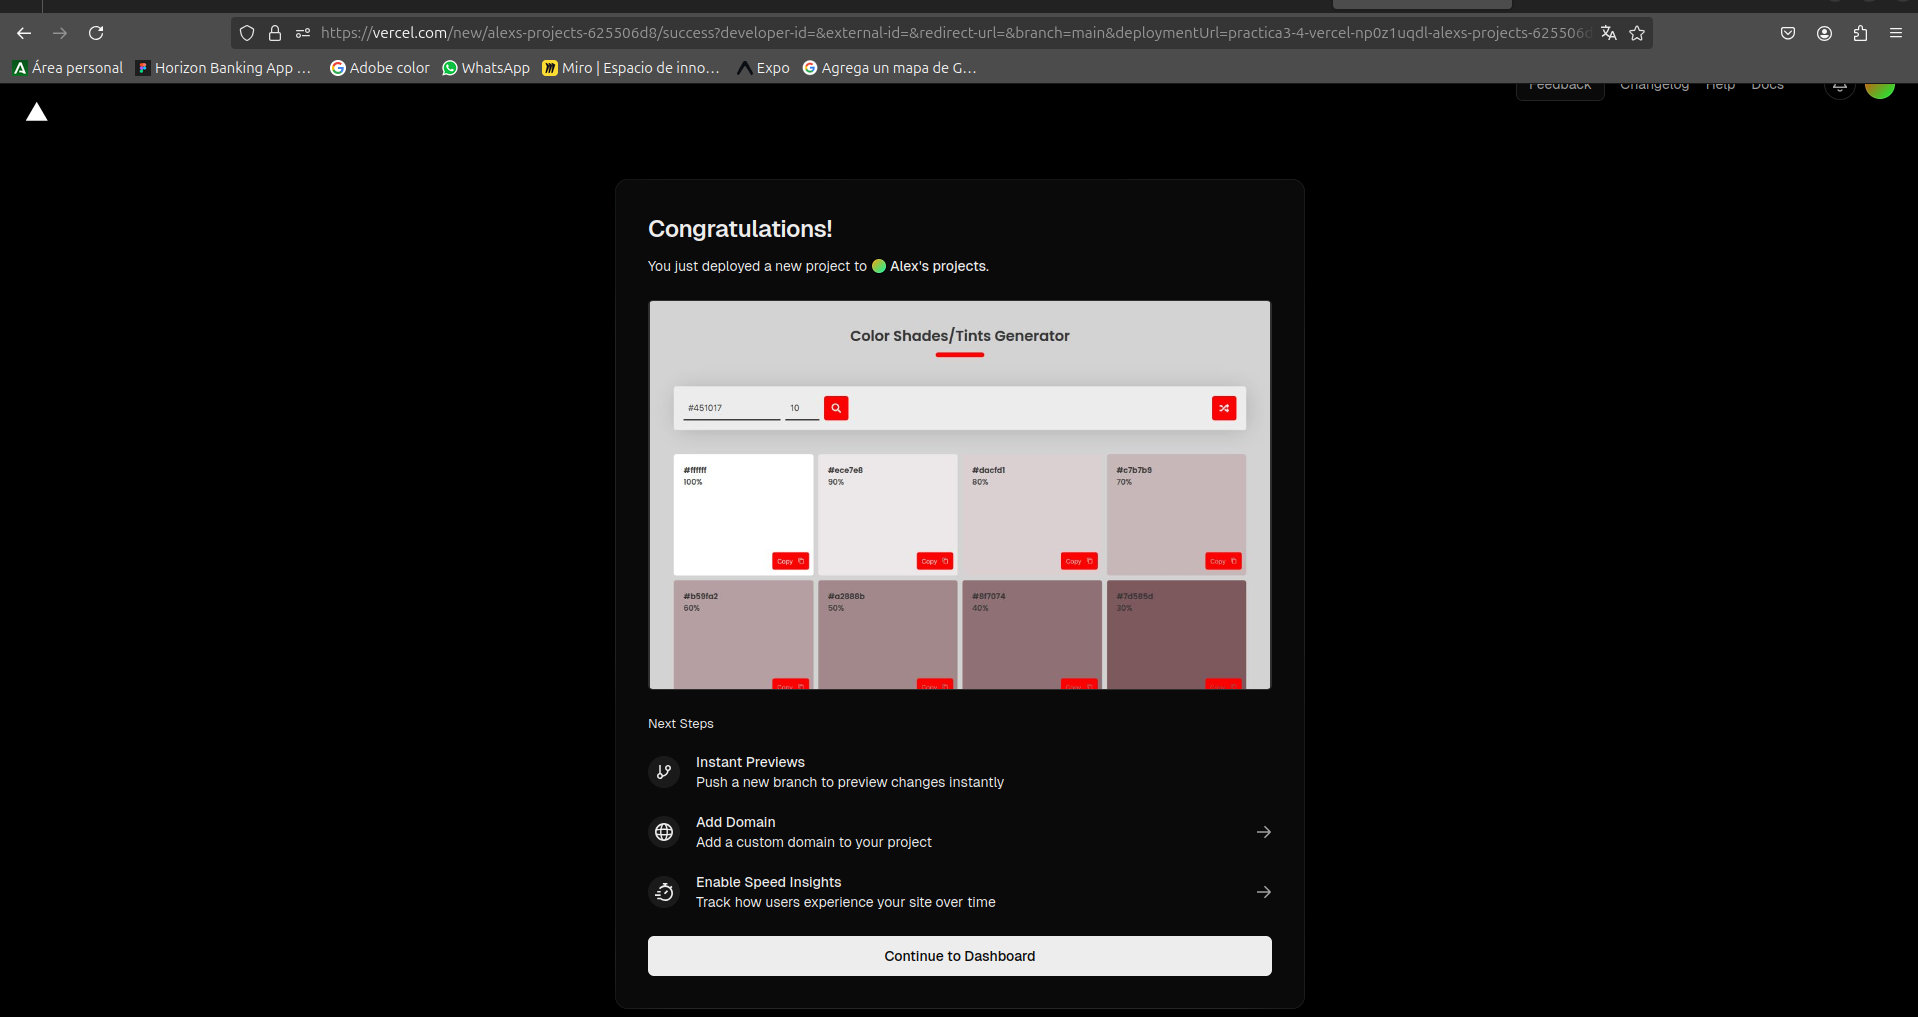 https://vercel.com/new/alexs-projects-625506d8/success?developer-id=&external-id=&redirect-url=&branch=main&deploymentUrl=practica3-4-vercel-np0z1uqdl-alexs-projects-625506d
Área personal Horizon Banking App ... Adobe color WhatsApp Miro | Espacio de inno... Expo Agrega un mapa de G...
Feedback Changelog Help Docs
Congratulations!
You just deployed a new project to Alex's projects.
Color Shades/Tints Generator
#451017 10
#ffffff #ece7e8 #dacfd1 #c7b7b9
100% 90% 80% 70%
Copy Copy Copy Copy
#b59fa2 #a2888b #8f7074 #7d585d
60% 50% 40% 30%
Copy Copy Copy Copy
Next Steps
Instant Previews
Push a new branch to preview changes instantly
Add Domain
Add a custom domain to your project
Enable Speed Insights
Track how users experience your site over time
Continue to Dashboard